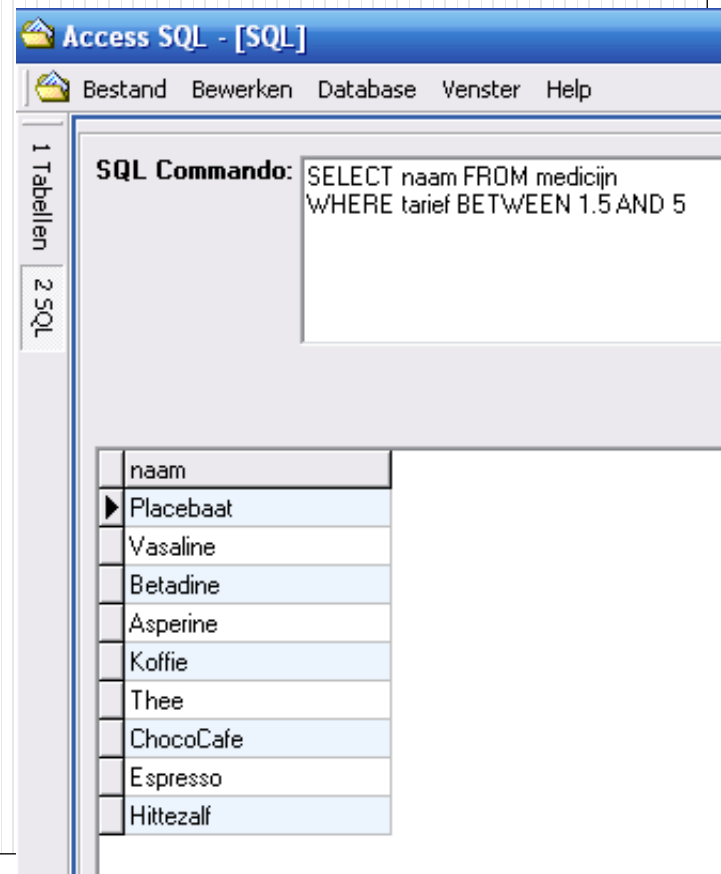 Access SQL - [SQL]
Bestand Bewerken Database Venster Help
1 Tabellen
2 SQL
SQL Commando:
SELECT naam FROM medicijn
WHERE tarief BETWEEN 1.5 AND 5
naam
Placebaat
Vasaline
Betadine
Asperine
Koffie
Thee
ChocoCafe
Espresso
Hittezalf